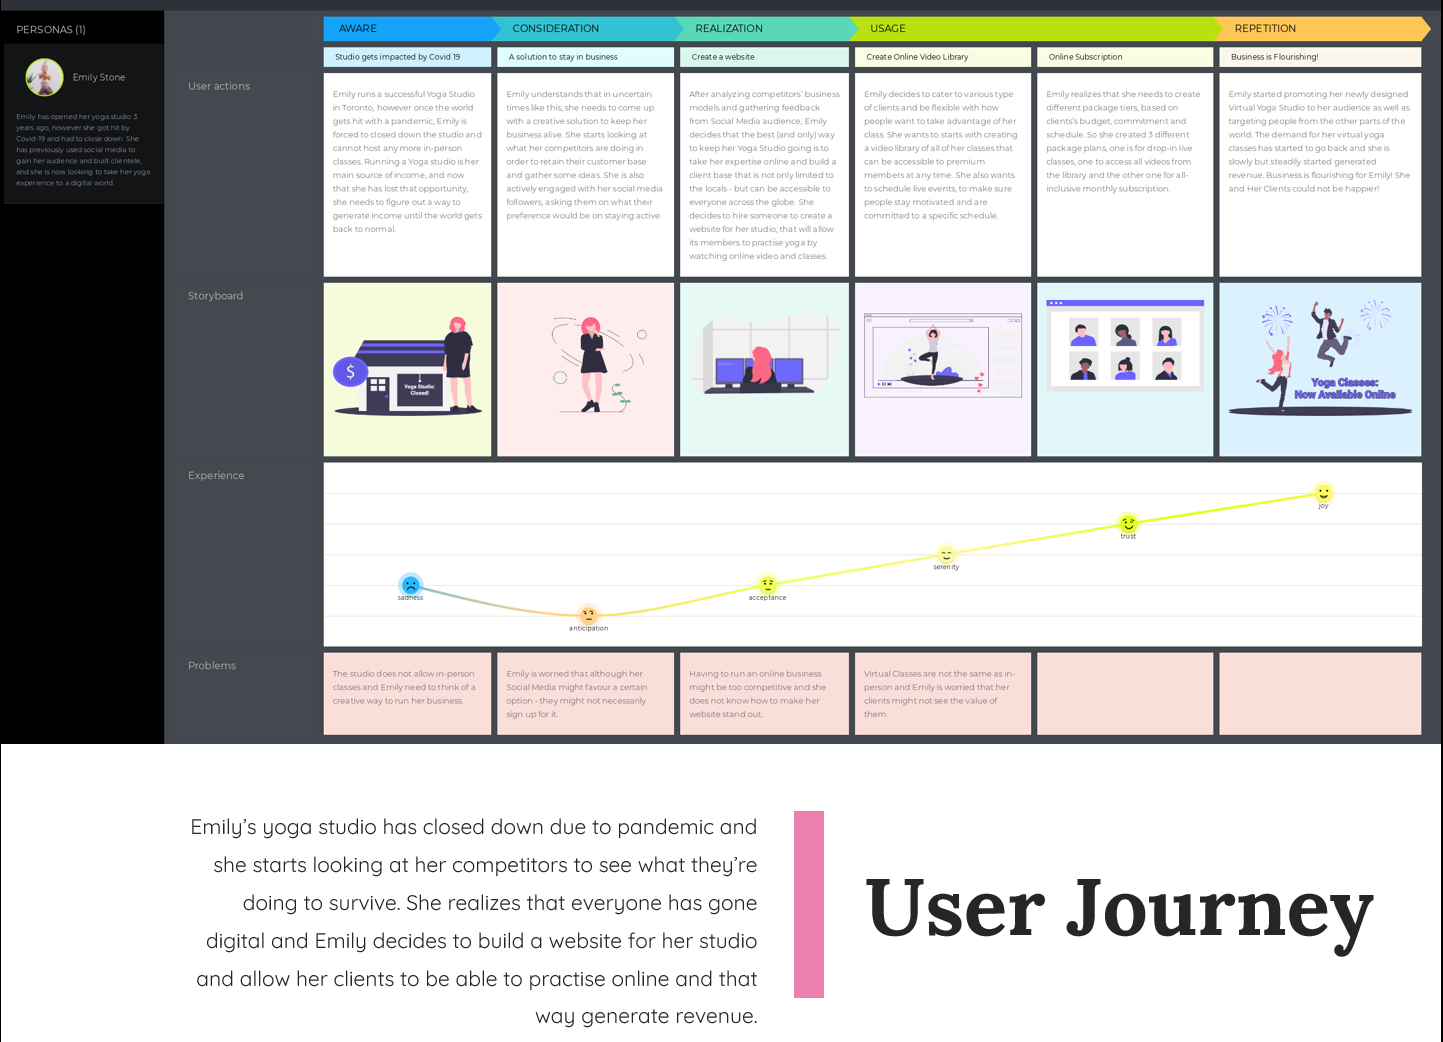 PERSONAS (1)
Emily Stone
Emily has opened her yoga studio 3
years ago, however she got hit by
Covid-19 and had to close down. She
has previously used social media to
gain her audience and built clientele,
and she is now looking to take her yoga
experience to a digital world.
AWARE
CONSIDERATION
REALIZATION
USAGE
REPETITION
Studio gets impacted by Covid 19
A solution to stay in business
Create a website
Create Online Video Library
Online Subscription
Business is Flourishing!
User actions
Emily runs a successful Yoga Studio
in Toronto, however once the world
gets hit with a pandemic, Emily is
forced to closed down the studio and
cannot host any more in-person
classes. Running a Yoga studio is her
main source of income, and now
that she has lost that opportunity,
she needs to figure out a way to
generate income until the world gets
back to normal.
Emily understands that in uncertain
times like this, she needs to come up
with a creative solution to keep her
business alive. She starts looking at
what her competitors are doing in
order to retain their customer base
and gather some ideas. She is also
actively engaged with her social media
followers, asking them on what their
preference would be on staying active.
After analyzing competitors' business
models and gathering feedback
from Social Media audience, Emily
decides that the best (and only) way
to keep her Yoga Studio going is to
take her expertise online and build a
client base that is not only limited to
the locals - but can be accessible to
everyone across the globe. She
decides to hire someone to create a
website for her studio, that will allow
its members to practise yoga by
watching online video and classes.
Emily decides to cater to various type
of clients and be flexible with how
people want to take advantage of her
class. She wants to starts with creating
a video library of all of her classes that
can be accessible to premium
members at any time. She also wants
to schedule live events, to make sure
people stay motivated and are
committed to a specific schedule.
Emily realizes that she needs to create
different package tiers, based on
clients's budget, commitment and
schedule. So she created 3 different
package plans, one is for drop-in live
classes, one to access all videos from
the library and the other one for all-
inclusive monthly subscription.
Emily started promoting her newly designed
Virtual Yoga Studio to her audience as well as
targeting people from the other parts of the
world. The demand for her virtual yoga
classes has started to go back and she is
slowly but steadily started generated
revenue. Business is flourishing for Emily! She
and Her Clients could not be happier!
Storyboard
$
Yoga Studio:
Closed!
Yoga Classes:
Now Available Online
Experience
sadness
anticipation
acceptance
serenity
trust
joy
Problems
The studio does not allow in-person
classes and Emily need to think of a
creative way to run her business.
Emily is worried that although her
Social Media might favour a certain
option - they might not necessarily
sign up for it.
Having to run an online business
might be too competitive and she
does not know how to make her
website stand out.
Virtual Classes are not the same as in-
person and Emily is worried that her
clients might not see the value of
them.
Emily's yoga studio has closed down due to pandemic and
she starts looking at her competitors to see what they're
doing to survive. She realizes that everyone has gone
digital and Emily decides to build a website for her studio
and allow her clients to be able to practise online and that
way generate revenue.
User Journey